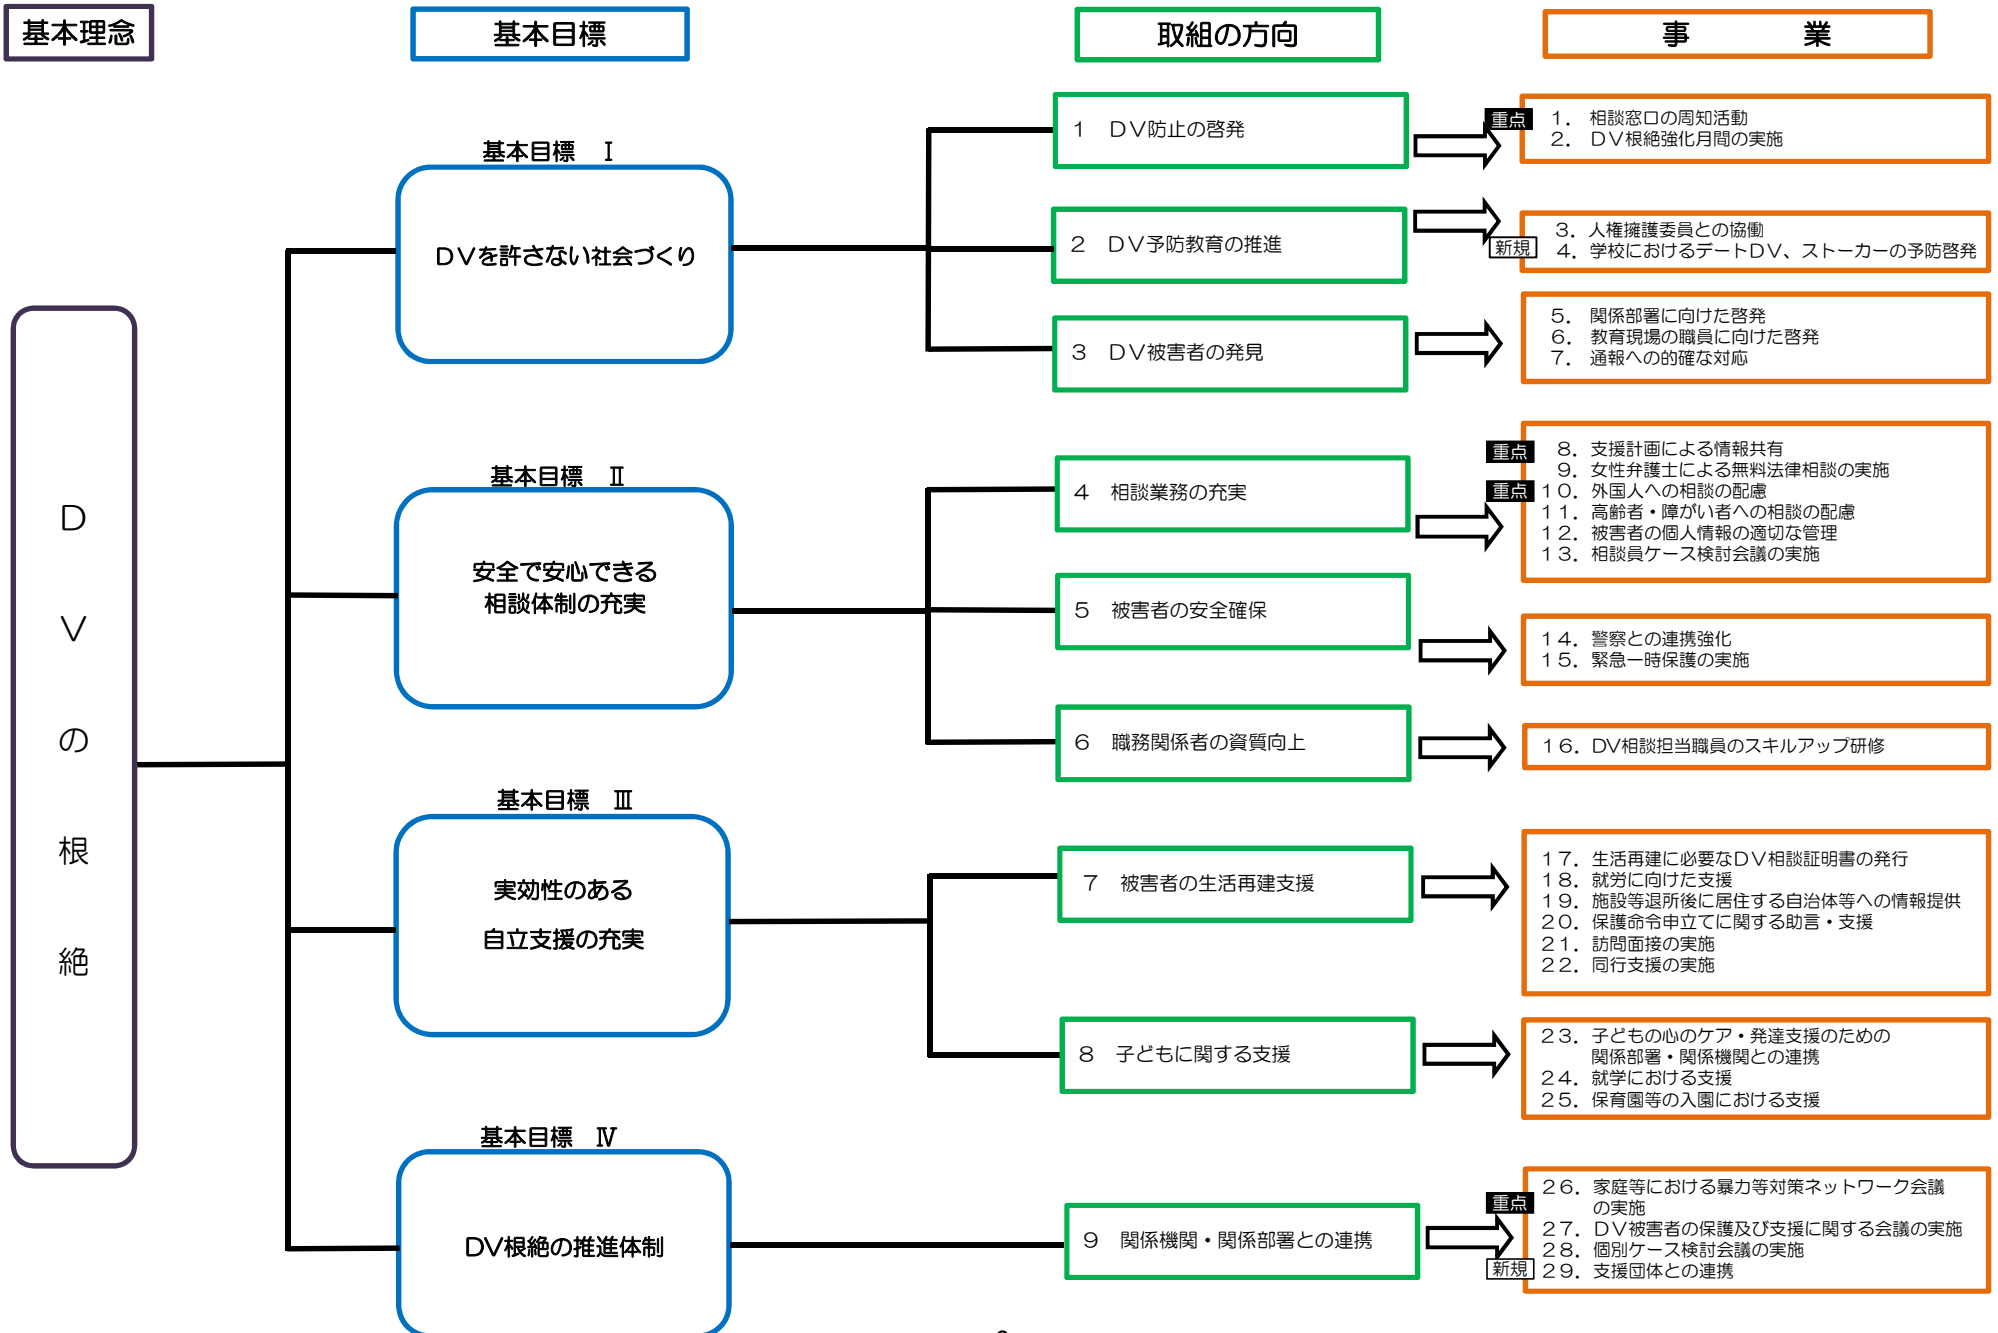 基本理念
基本目標
取組の方向
事　業
DVの根絶
基本目標　Ⅰ
DVを許さない社会づくり
1　DV防止の啓発
重点
1．相談窓口の周知活動
2．DV根絶強化月間の実施
2　DV予防教育の推進
3．人権擁護委員との協働
新規
4．学校におけるデートDV、ストーカーの予防啓発
3　DV被害者の発見
5．関係部署に向けた啓発
6．教育現場の職員に向けた啓発
7．通報への的確な対応
基本目標　Ⅱ
安全で安心できる
相談体制の充実
4　相談業務の充実
重点
8．支援計画による情報共有
9．女性弁護士による無料法律相談の実施
重点
10．外国人への相談の配慮
11．高齢者・障がい者への相談の配慮
12．被害者の個人情報の適切な管理
13．相談員ケース検討会議の実施
5　被害者の安全確保
14．警察との連携強化
15．緊急一時保護の実施
6　職務関係者の資質向上
16．DV相談担当職員のスキルアップ研修
基本目標　Ⅲ
実効性のある
自立支援の充実
7　被害者の生活再建支援
17．生活再建に必要なDV相談証明書の発行
18．就労に向けた支援
19．施設等退所後に居住する自治体等への情報提供
20．保護命令申立てに関する助言・支援
21．訪問面接の実施
22．同行支援の実施
8　子どもに関する支援
23．子どもの心のケア・発達支援のための
関係部署・関係機関との連携
24．就学における支援
25．保育園等の入園における支援
基本目標　Ⅳ
DV根絶の推進体制
9　関係機関・関係部署との連携
重点
26．家庭等における暴力等対策ネットワーク会議
の実施
27．DV被害者の保護及び支援に関する会議の実施
28．個別ケース検討会議の実施
新規
29．支援団体との連携